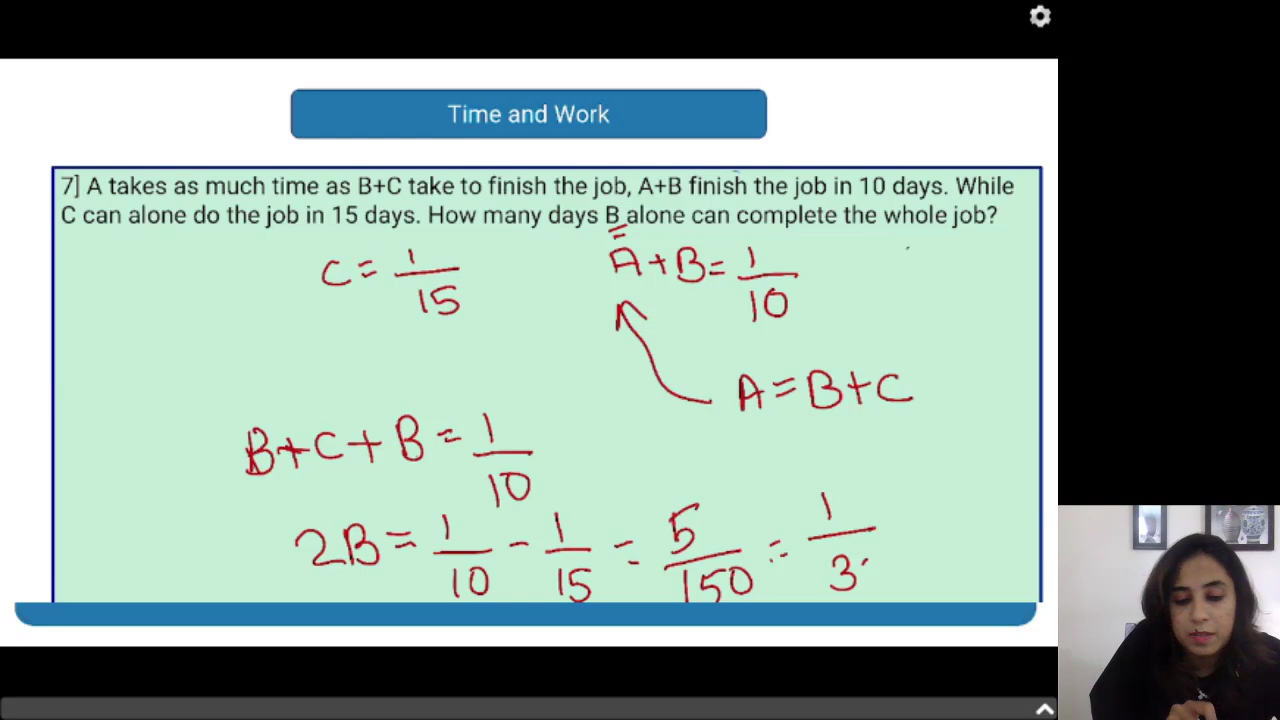 Time and Work
7] A takes as much time as B+C take to finish the job, A+B finish the job in 10 days. While
C can alone do the job in 15 days. How many days B alone can complete the whole job?
C = 1/15
A + B = 1/10
A = B + C
B + C + B = 1/10
2B = 1/10 - 1/15 = 5/150 = 1/3